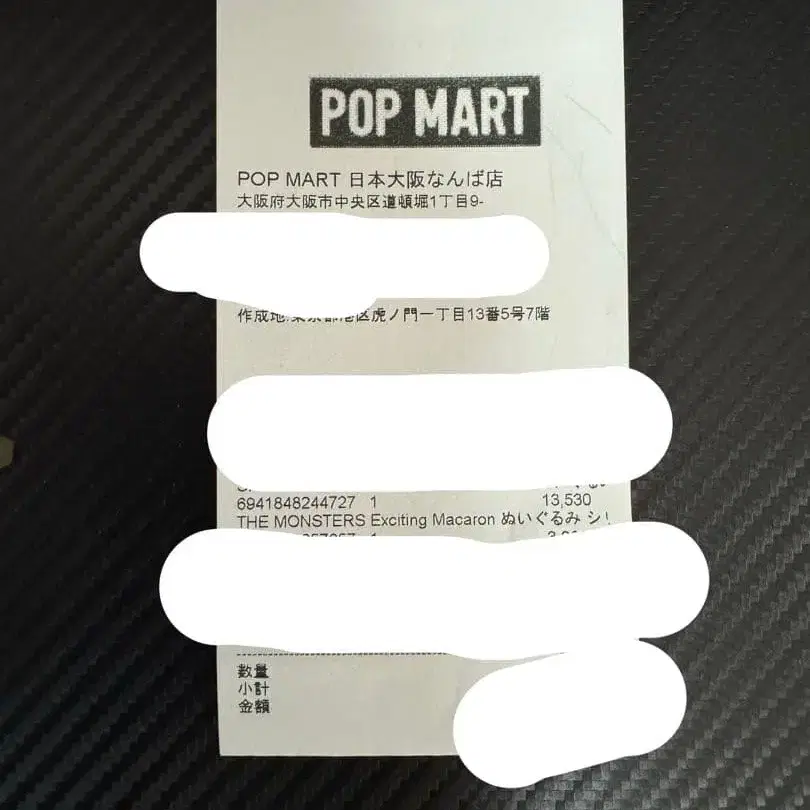 POP MART
POP MART 日本大阪なんば店
大阪府大阪市中央区道頓堀1丁目9-
作成地:東京都港区虎ノ門一丁目13番5号7階
6941848244727 1 13,530
THE MONSTERS Exciting Macaron ぬいぐるみ シリ
数量
小計
金額